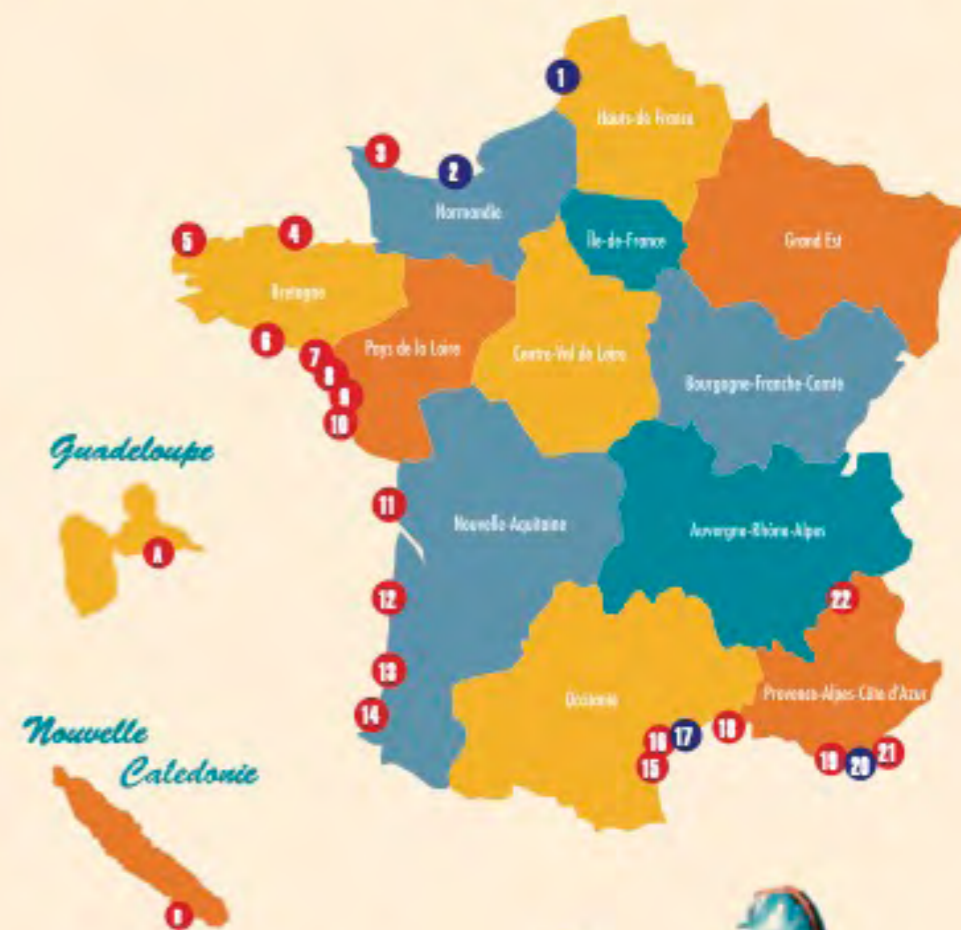 1
Hauts-de France
3
2
Normandie
5
4
Île-de-France
Grand Est
Bretagne
6
7
Pays de la Loire
Centre-Val de Loire
8
Bourgogne-Franche-Comté
9
10
Guadeloupe
A
11
Nouvelle-Aquitaine
Auvergne-Rhône-Alpes
12
22
13
Occitanie
Provence-Alpes-Côte d'Azur
14
Nouvelle
Caledonie
18
16
17
15
19
20
21
B